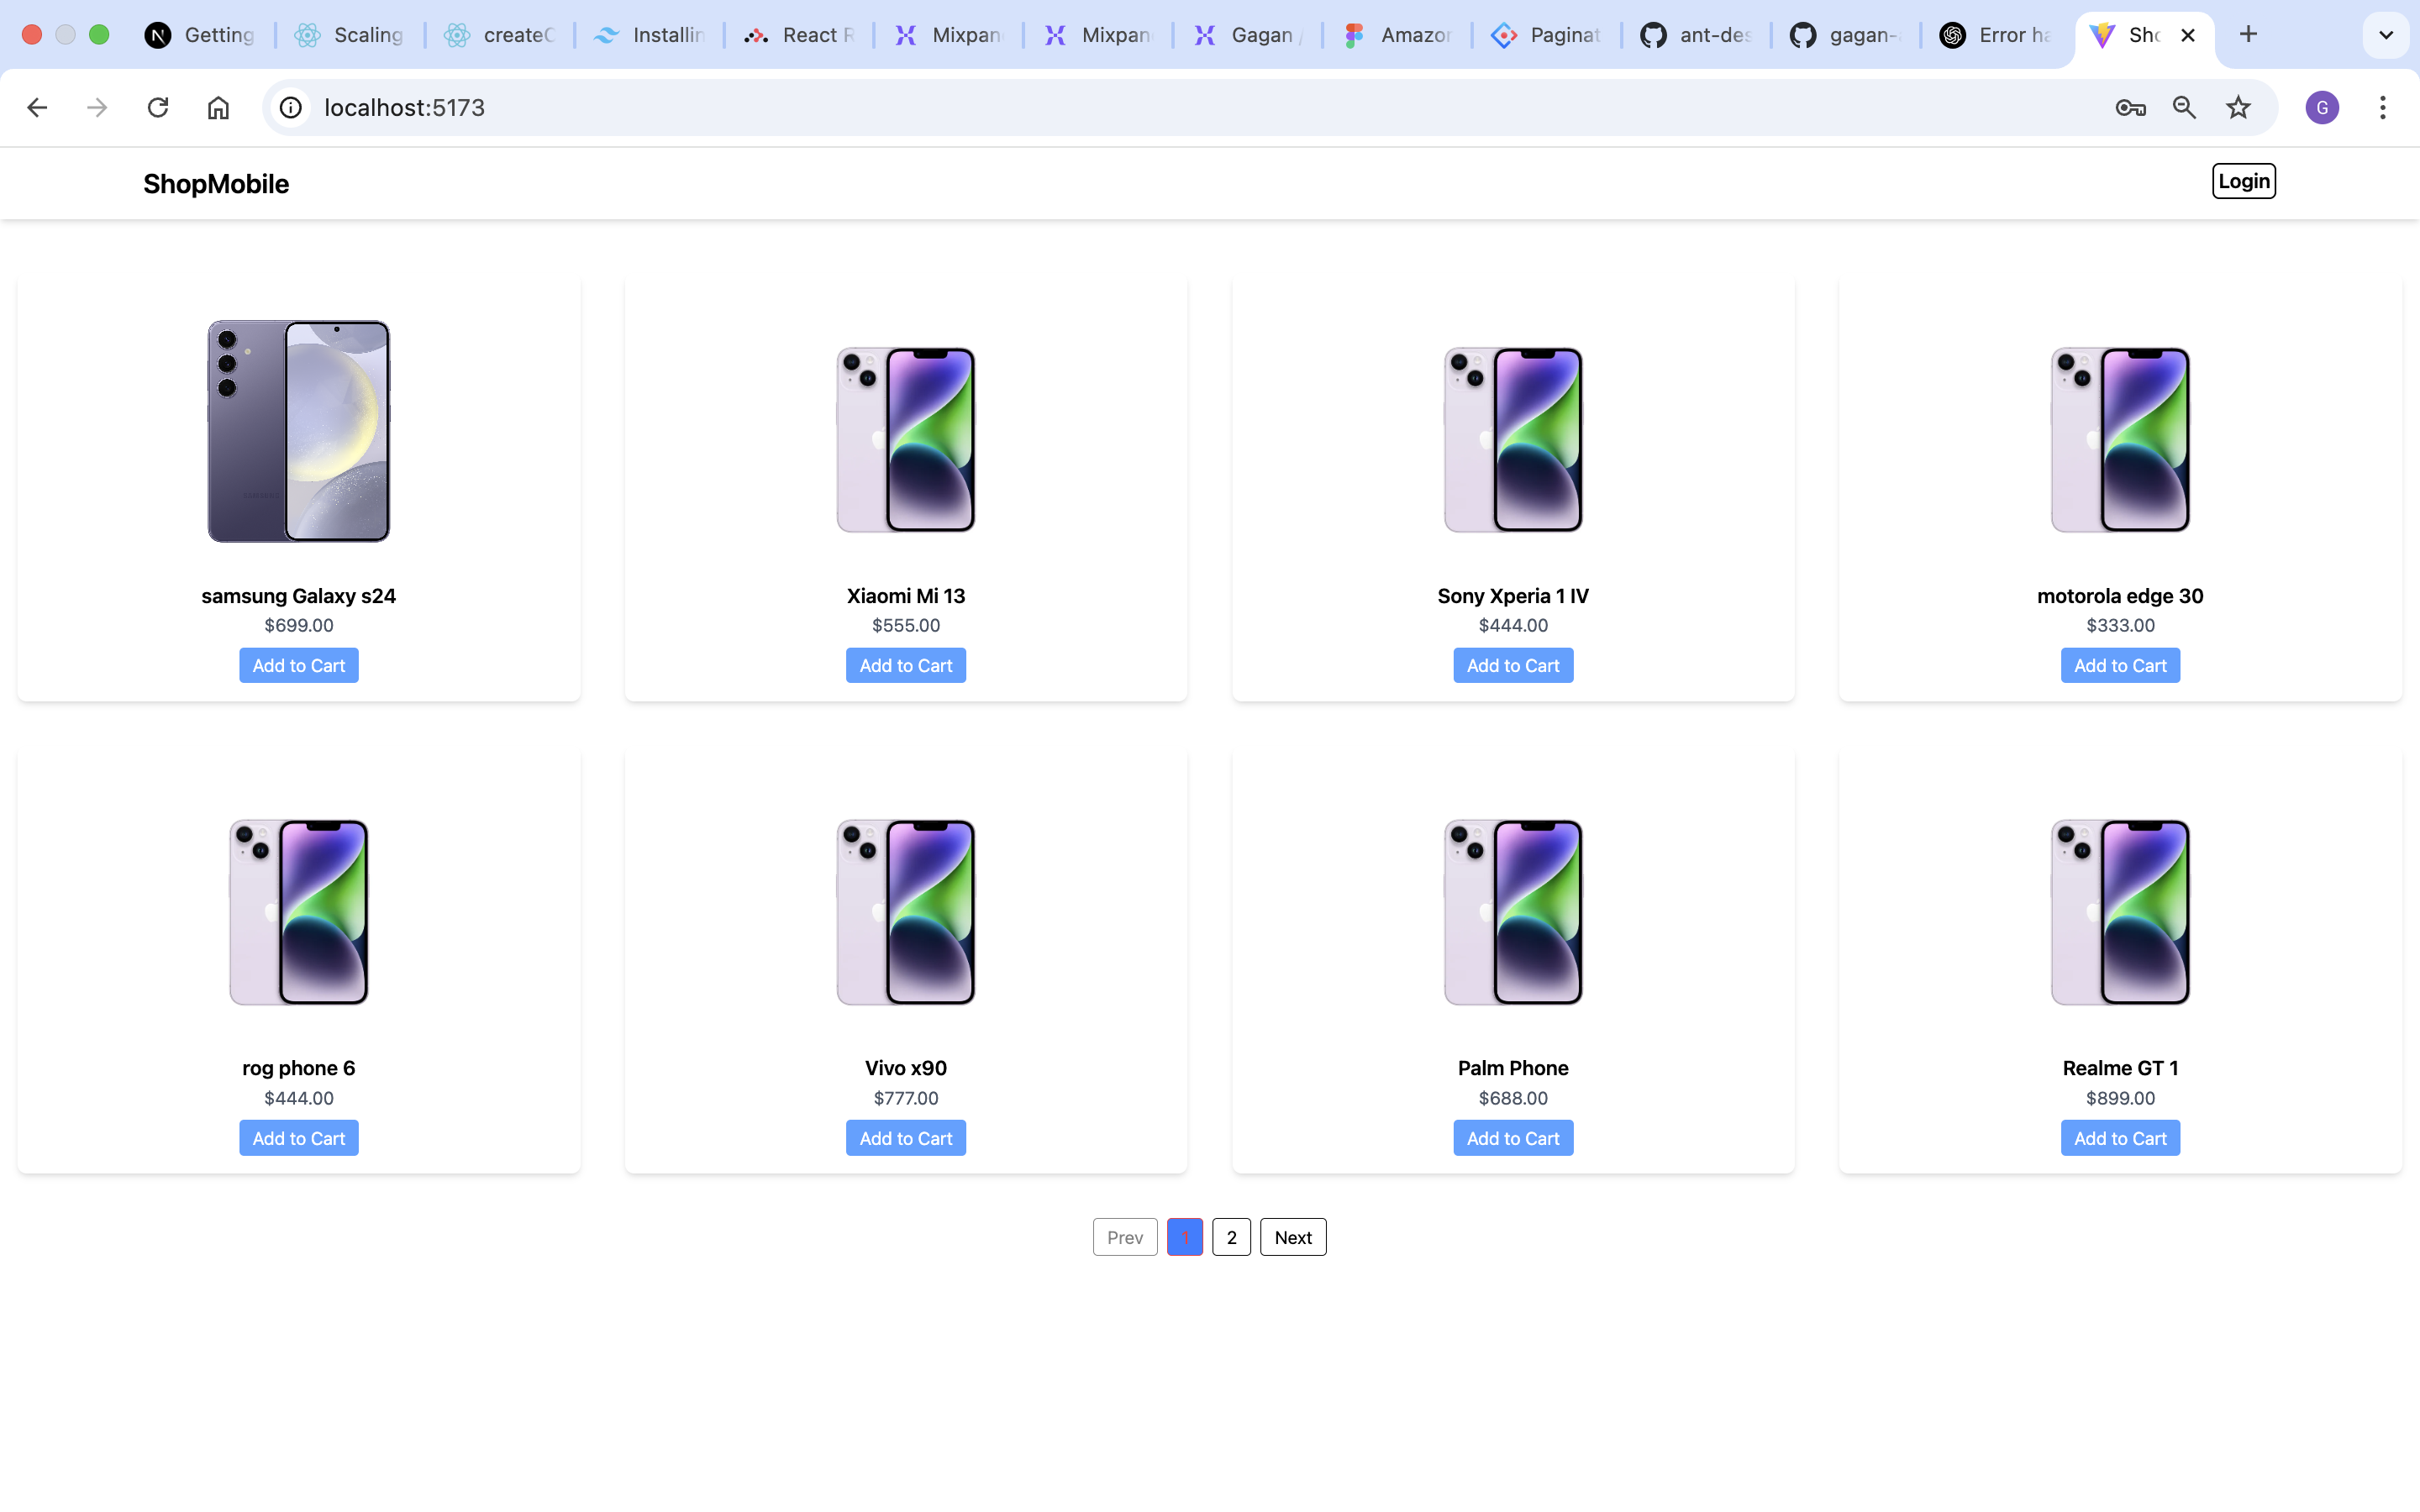 Getting Scaling createC Installin React R Mixpan Mixpan Gagan / Amazor Paginat ant-des gagan- Error ha Sho
localhost:5173
ShopMobile Login
samsung Galaxy s24 Xiaomi Mi 13 Sony Xperia 1 IV motorola edge 30
$699.00 $555.00 $444.00 $333.00
Add to Cart Add to Cart Add to Cart Add to Cart
rog phone 6 Vivo x90 Palm Phone Realme GT 1
$444.00 $777.00 $688.00 $899.00
Add to Cart Add to Cart Add to Cart Add to Cart
Prev 1 2 Next